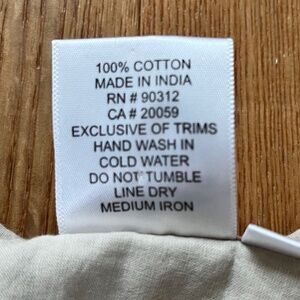 100% COTTON
MADE IN INDIA
RN # 90312
CA # 20059
EXCLUSIVE OF TRIMS
HAND WASH IN
COLD WATER
DO NOT TUMBLE
LINE DRY
MEDIUM IRON